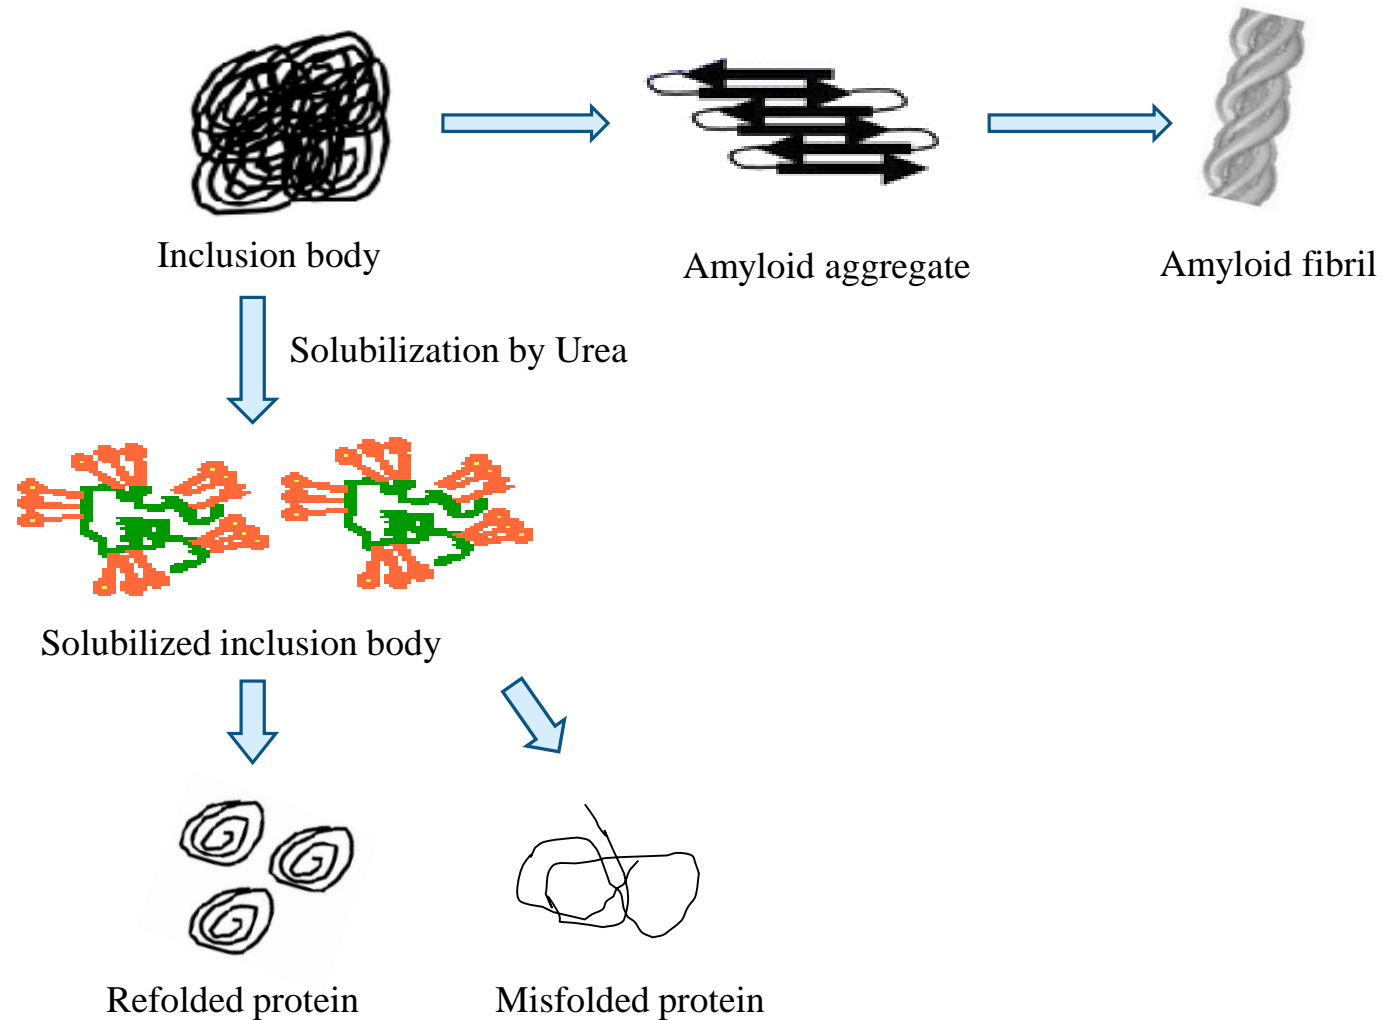 Inclusion body
Amyloid aggregate
Amyloid fibril
Solubilization by Urea
Solubilized inclusion body
Refolded protein
Misfolded protein